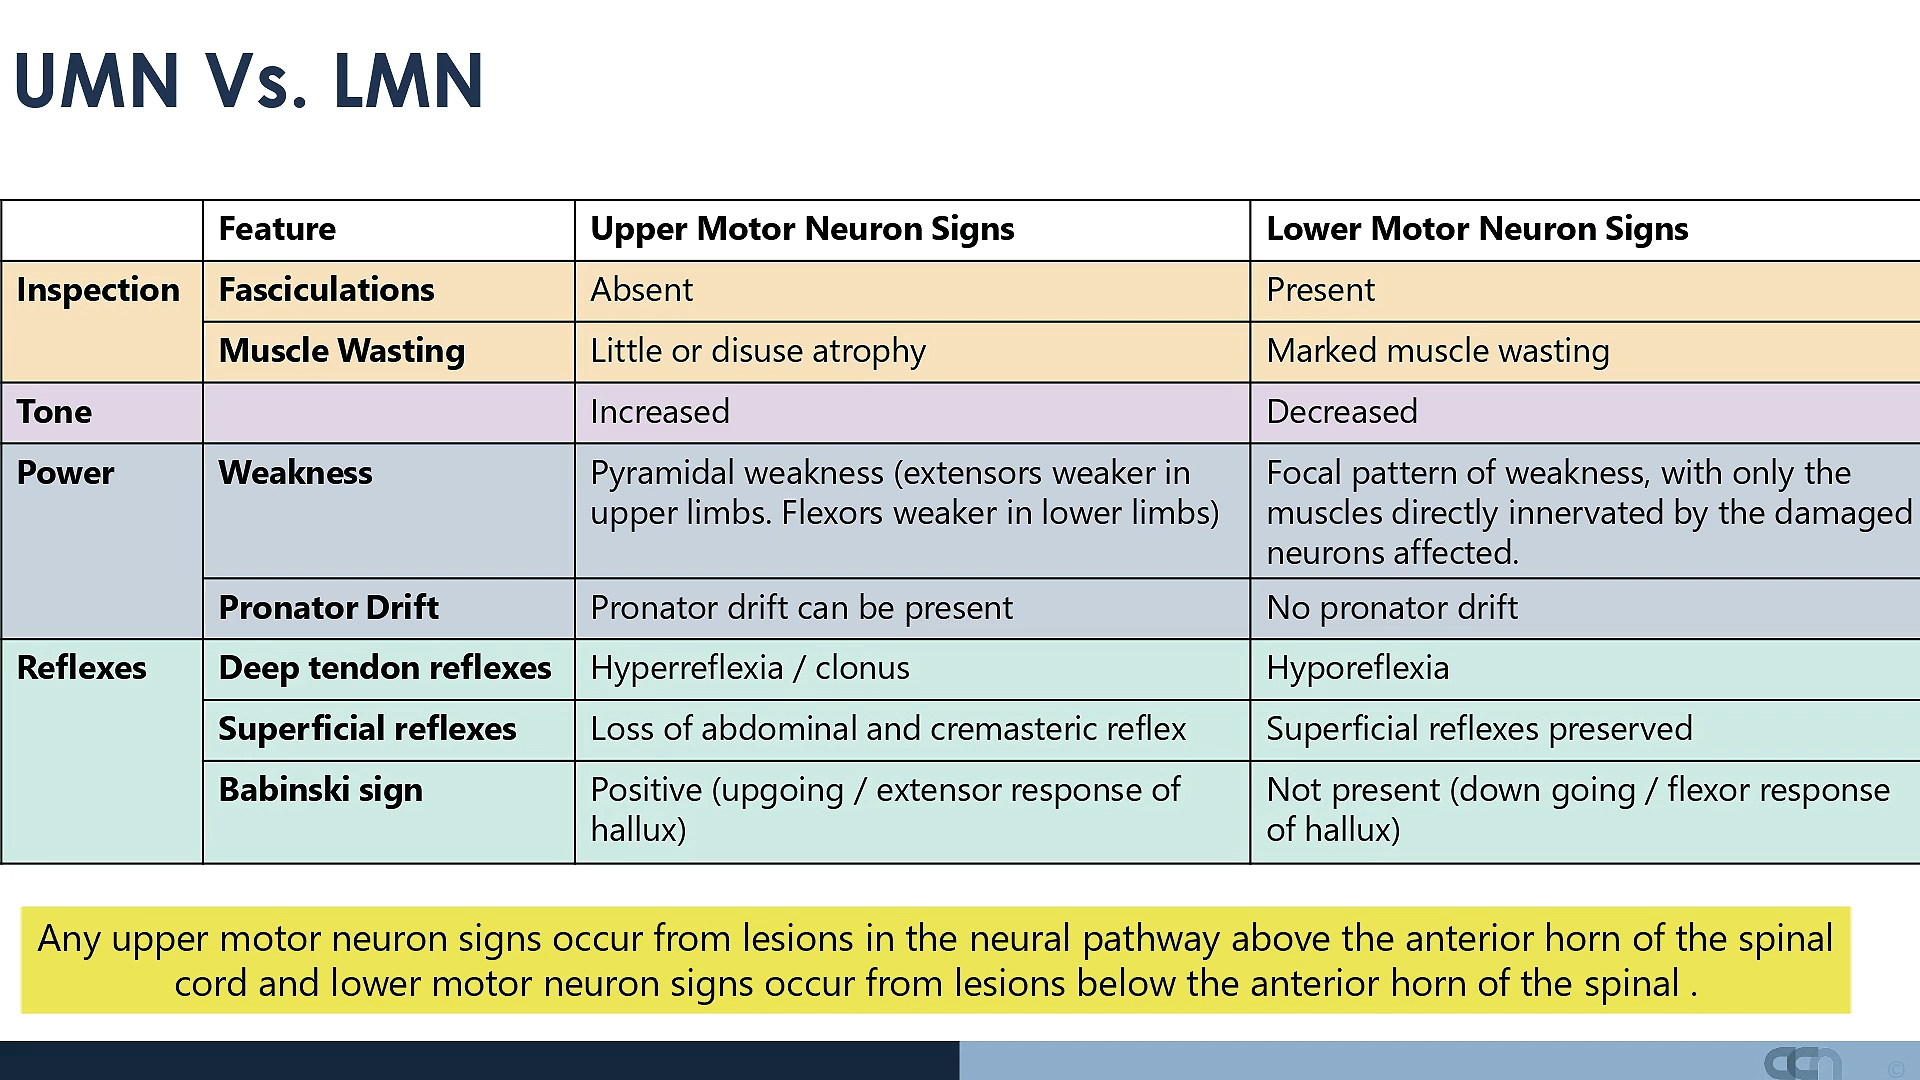 UMN Vs. LMN
Feature
Upper Motor Neuron Signs
Lower Motor Neuron Signs
Inspection
Fasciculations
Absent
Present
Muscle Wasting
Little or disuse atrophy
Marked muscle wasting
Tone
Increased
Decreased
Power
Weakness
Pyramidal weakness (extensors weaker in
upper limbs. Flexors weaker in lower limbs)
Focal pattern of weakness, with only the
muscles directly innervated by the damaged
neurons affected.
Pronator Drift
Pronator drift can be present
No pronator drift
Reflexes
Deep tendon reflexes
Hyperreflexia / clonus
Hyporeflexia
Superficial reflexes
Loss of abdominal and cremasteric reflex
Superficial reflexes preserved
Babinski sign
Positive (upgoing / extensor response of
hallux)
Not present (down going / flexor response
of hallux)
Any upper motor neuron signs occur from lesions in the neural pathway above the anterior horn of the spinal
cord and lower motor neuron signs occur from lesions below the anterior horn of the spinal .
©